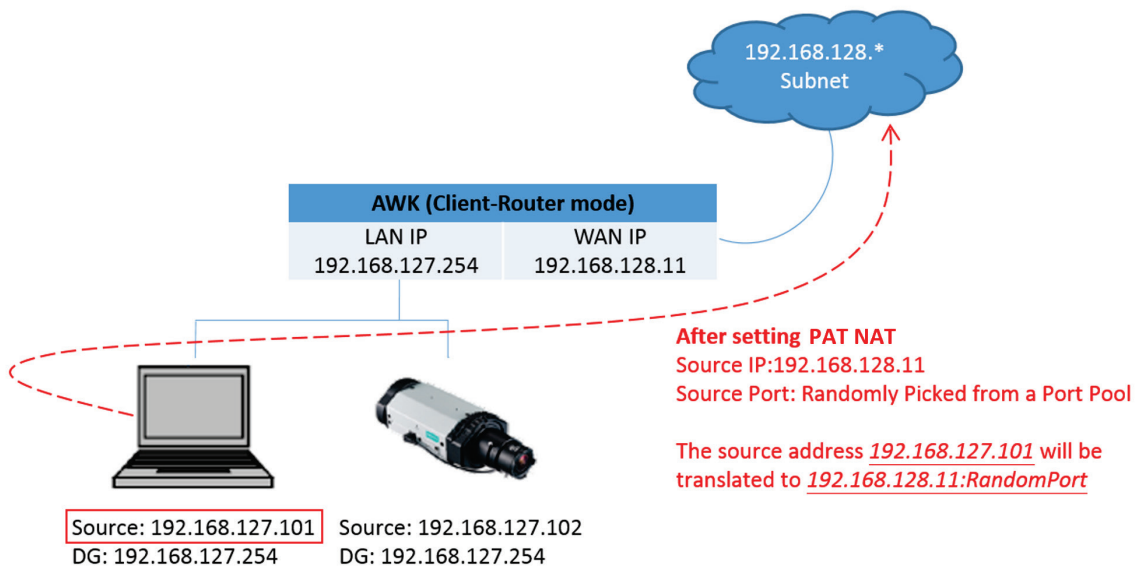 192.168.128.*
Subnet
AWK (Client-Router mode)
LAN IP
192.168.127.254
WAN IP
192.168.128.11
After setting PAT NAT
Source IP:192.168.128.11
Source Port: Randomly Picked from a Port Pool
The source address 192.168.127.101 will be
translated to 192.168.128.11:RandomPort
Source: 192.168.127.101
DG: 192.168.127.254
Source: 192.168.127.102
DG: 192.168.127.254